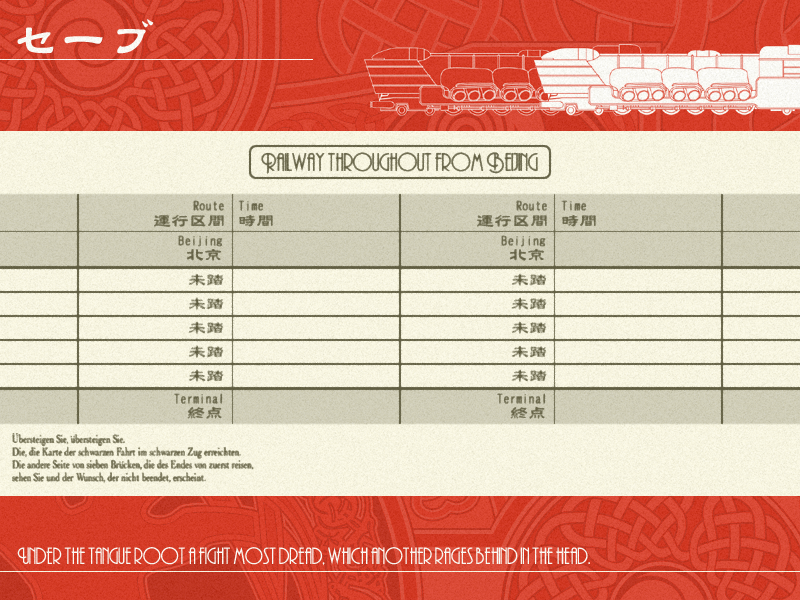 セーブ
RAILWAY THROUGHOUT FROM BEIJING
Route Time Route Time
運行区間 時間 運行区間 時間
Beijing Beijing
北京 北京
未踏 未踏
未踏 未踏
未踏 未踏
未踏 未踏
未踏 未踏
Terminal Terminal
終点 終点
Übersteigen Sie, übersteigen Sie.
Die, die Karte der schwarzen Fahrt im schwarzen Zug erreichten.
Die andere Seite von sieben Brücken, die des Endes von zuerst reisen,
sehen Sie und der Wunsch, der nicht beendet, erscheint.
UNDER THE TANGUE ROOT A FIGHT MOST DREAD, WHICH ANOTHER RAGES BEHIND IN THE HEAD.